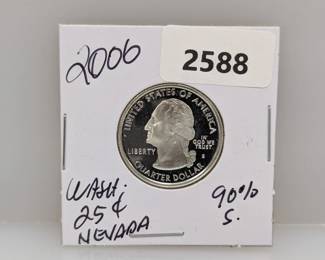 2006
2588
UNITED STATES OF AMERICA
LIBERTY
IN
GOD WE
TRUST
S
QUARTER DOLLAR
WASH.
25¢
NEVADA
90%
S.